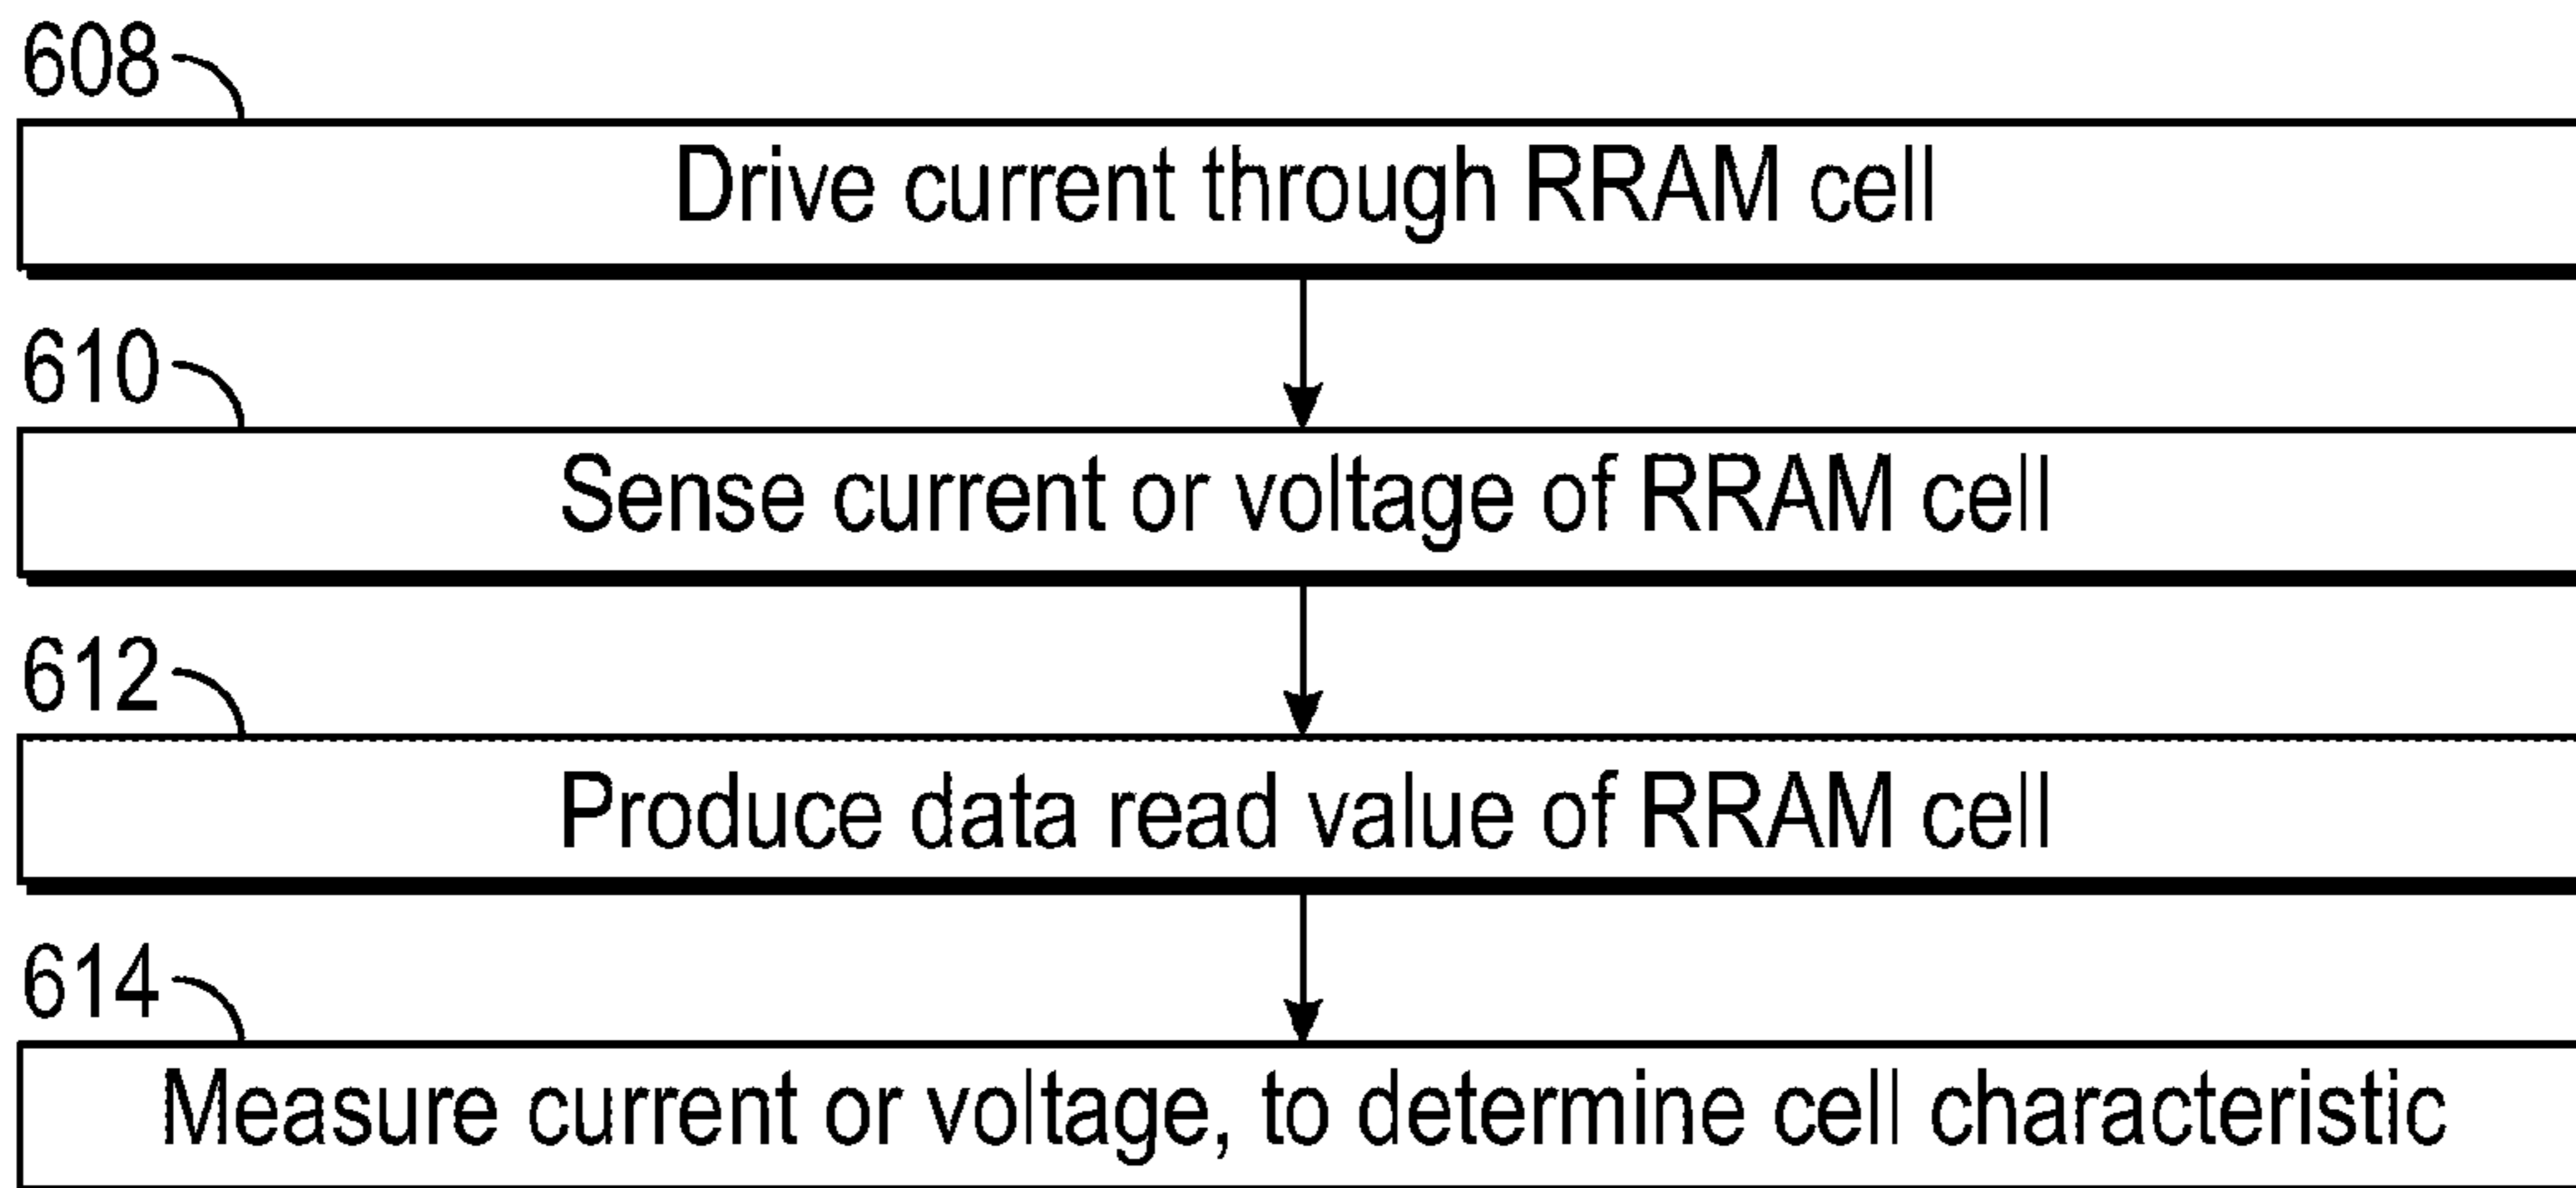 608
Drive current through RRAM cell
610
Sense current or voltage of RRAM cell
612
Produce data read value of RRAM cell
614
Measure current or voltage, to determine cell characteristic